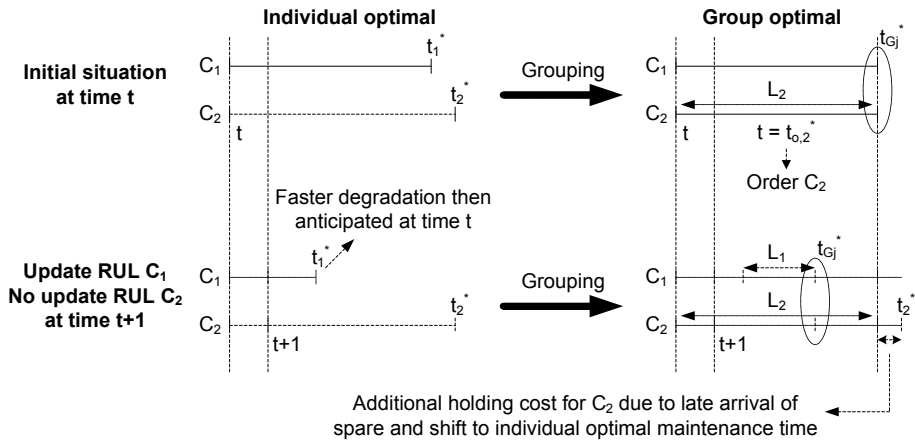 Individual optimal
Group optimal
Initial situation
at time t
C1
t1*
C2
t2*
t
Grouping
C1
tGj*
L2
C2
t
t = to,2*
Order C2
Faster degradation then
anticipated at time t
Update RUL C1
No update RUL C2
at time t+1
C1
t1*
C2
t2*
t+1
Grouping
C1
L1
tGj*
L2
C2
t2*
t+1
Additional holding cost for C2 due to late arrival of
spare and shift to individual optimal maintenance time